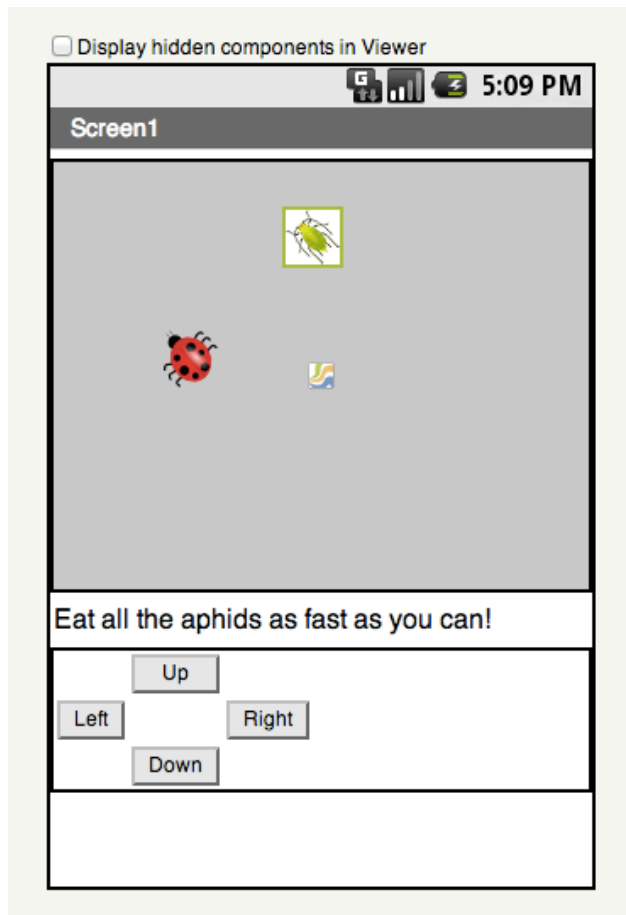 Display hidden components in Viewer
G 5:09 PM
Screen1
Eat all the aphids as fast as you can!
Up
Left Right
Down